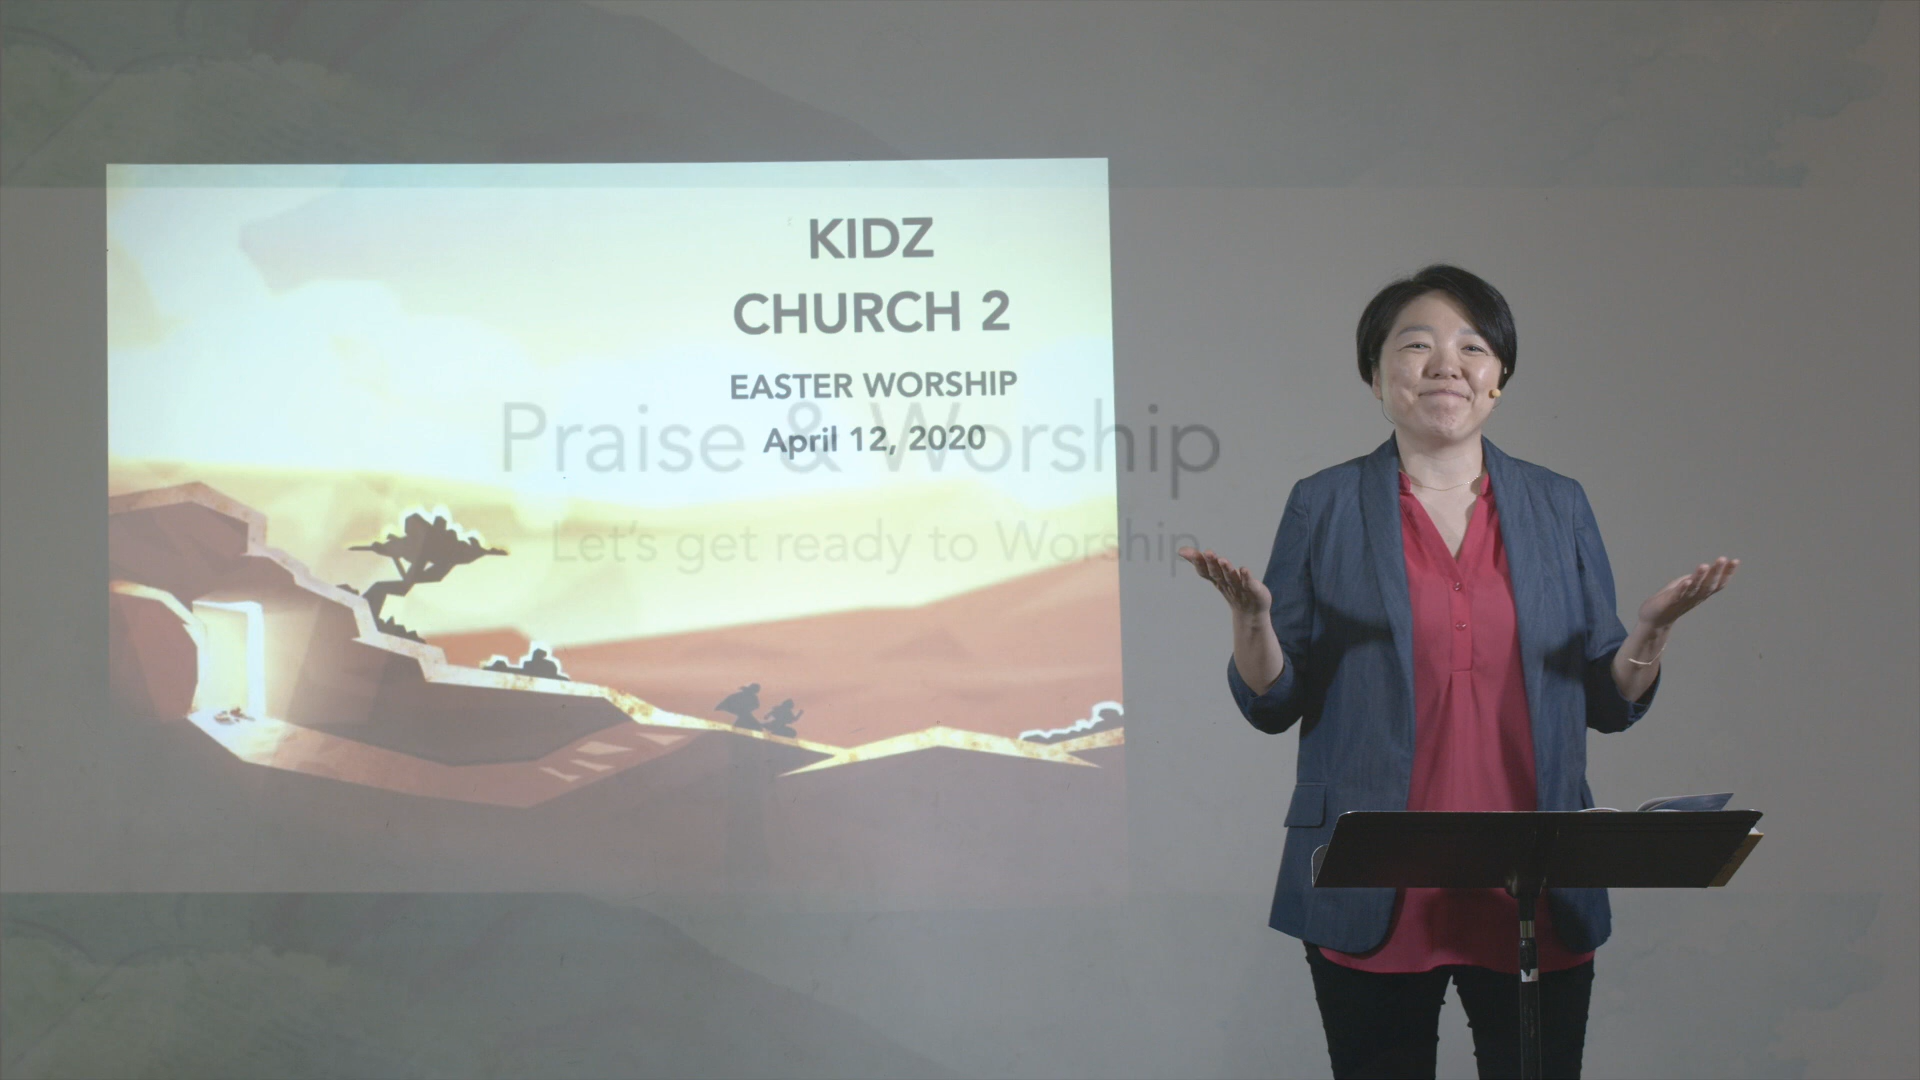 KIDZ
CHURCH 2
EASTER WORSHIP
April 12, 2020
Praise & Worship
Let's get ready to Worship